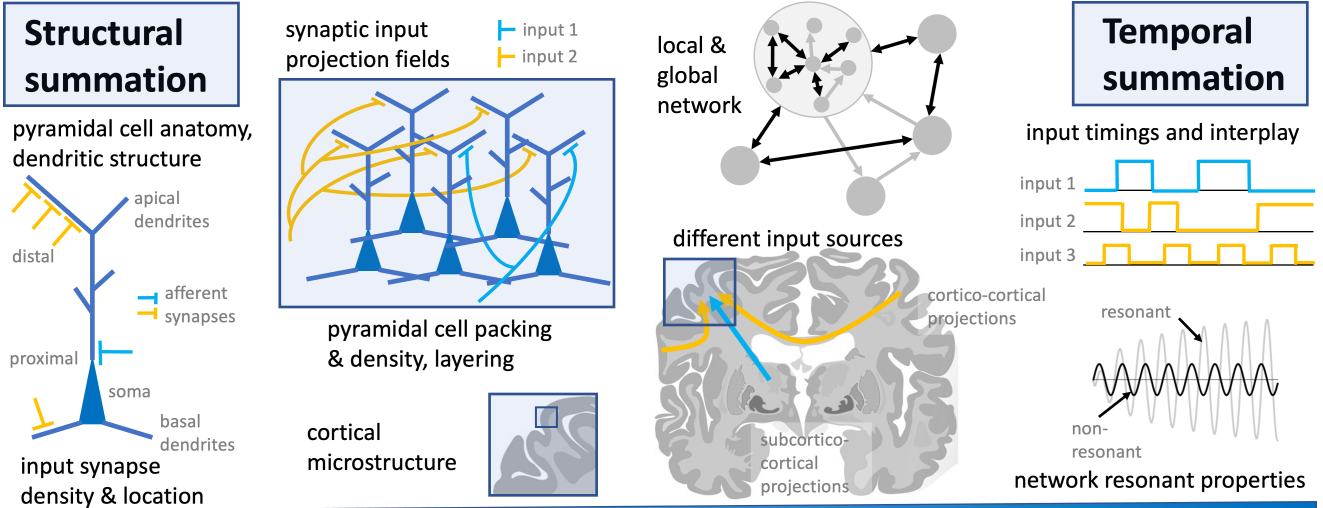 Structural
summation
pyramidal cell anatomy,
dendritic structure
apical
dendrites
distal
afferent
synapses
proximal
soma
basal
dendrites
input synapse
density & location
synaptic input
projection fields
input 1
input 2
pyramidal cell packing
& density, layering
cortical
microstructure
local &
global
network
different input sources
cortico-cortical
projections
subcortico-
cortical
projections
Temporal
summation
input timings and interplay
input 1
input 2
input 3
resonant
non-
resonant
network resonant properties